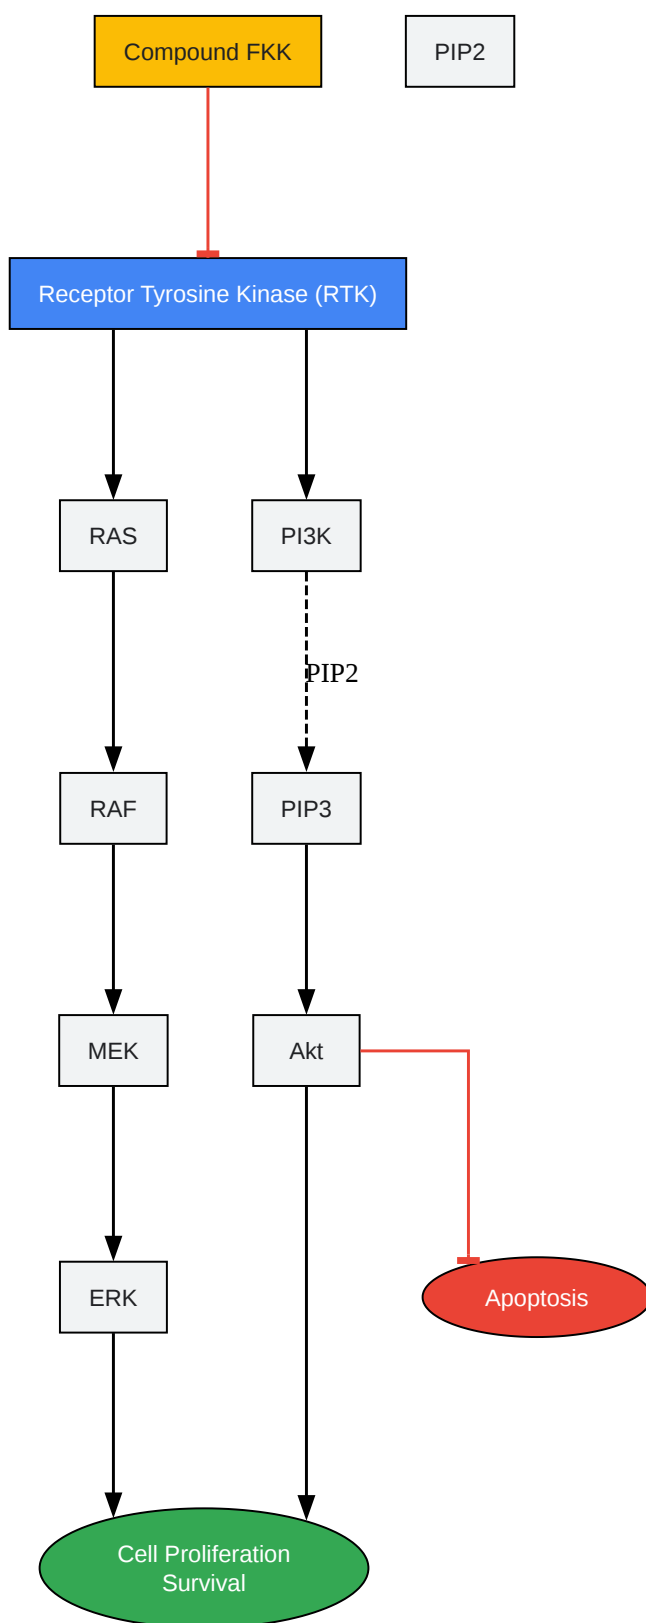 Compound FKK
PIP2
Receptor Tyrosine Kinase (RTK)
RAS
PI3K
PIP2
RAF
PIP3
MEK
Akt
ERK
Apoptosis
Cell Proliferation
Survival